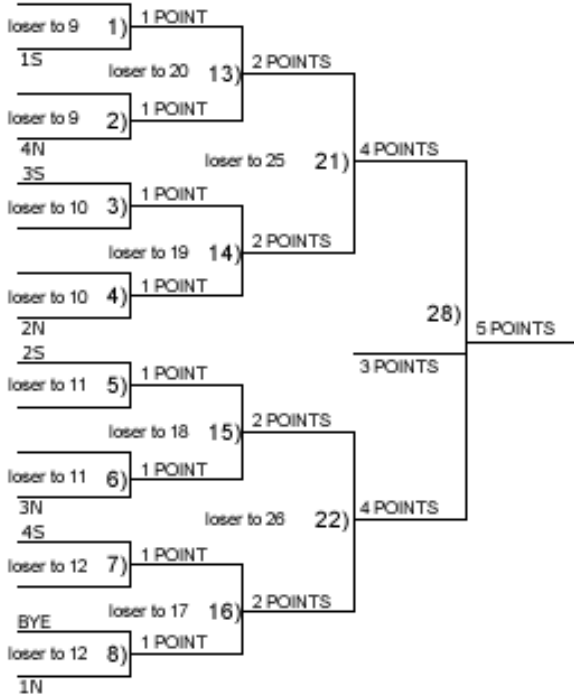 loser to 9 1) 1 POINT
1S
loser to 20 13) 2 POINTS
loser to 9 2) 1 POINT
4N
loser to 25 21) 4 POINTS
3S
loser to 10 3) 1 POINT
loser to 19 14) 2 POINTS
loser to 10 4) 1 POINT
2N
28) 5 POINTS
2S
3 POINTS
loser to 11 5) 1 POINT
loser to 18 15) 2 POINTS
loser to 11 6) 1 POINT
3N
loser to 26 22) 4 POINTS
4S
loser to 12 7) 1 POINT
loser to 17 16) 2 POINTS
BYE
loser to 12 8) 1 POINT
1N